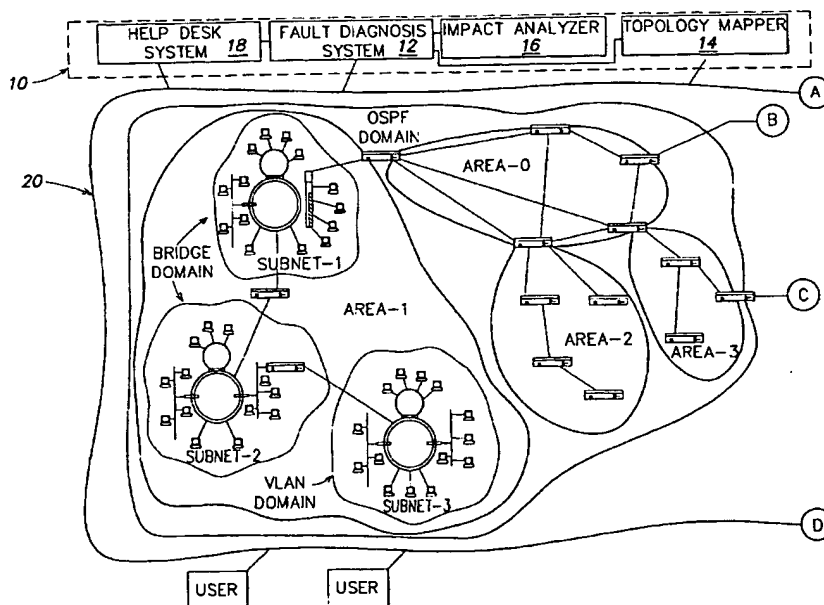 HELP DESK
SYSTEM 18
FAULT DIAGNOSIS
SYSTEM 12
IMPACT ANALYZER
16
TOPOLOGY MAPPER
14
10
A
OSPF
DOMAIN
B
AREA-0
20
BRIDGE
DOMAIN
SUBNET-1
AREA-1
C
AREA-2
AREA-3
SUBNET-2
VLAN
DOMAIN
SUBNET-3
D
USER
USER